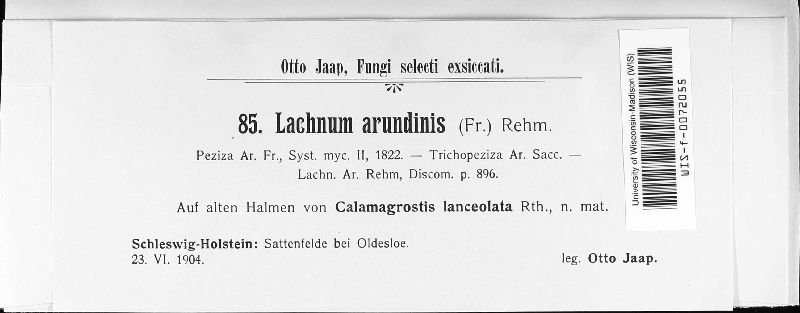 Otto Jaap, Fungi selecti exsiccati.
85. Lachnum arundinis (Fr.) Rehm.
Peziza Ar. Fr., Syst. myc. II, 1822. — Trichopeziza Ar. Sacc. —
Lachn. Ar. Rehm, Discom. p. 896.
Auf alten Halmen von Calamagrostis lanceolata Rth., n. mat.
Schleswig-Holstein: Sattenfelde bei Oldesloe.
23. VI. 1904.
leg. Otto Jaap.
University of Wisconsin-Madison (WIS)
WIS-f-0072055